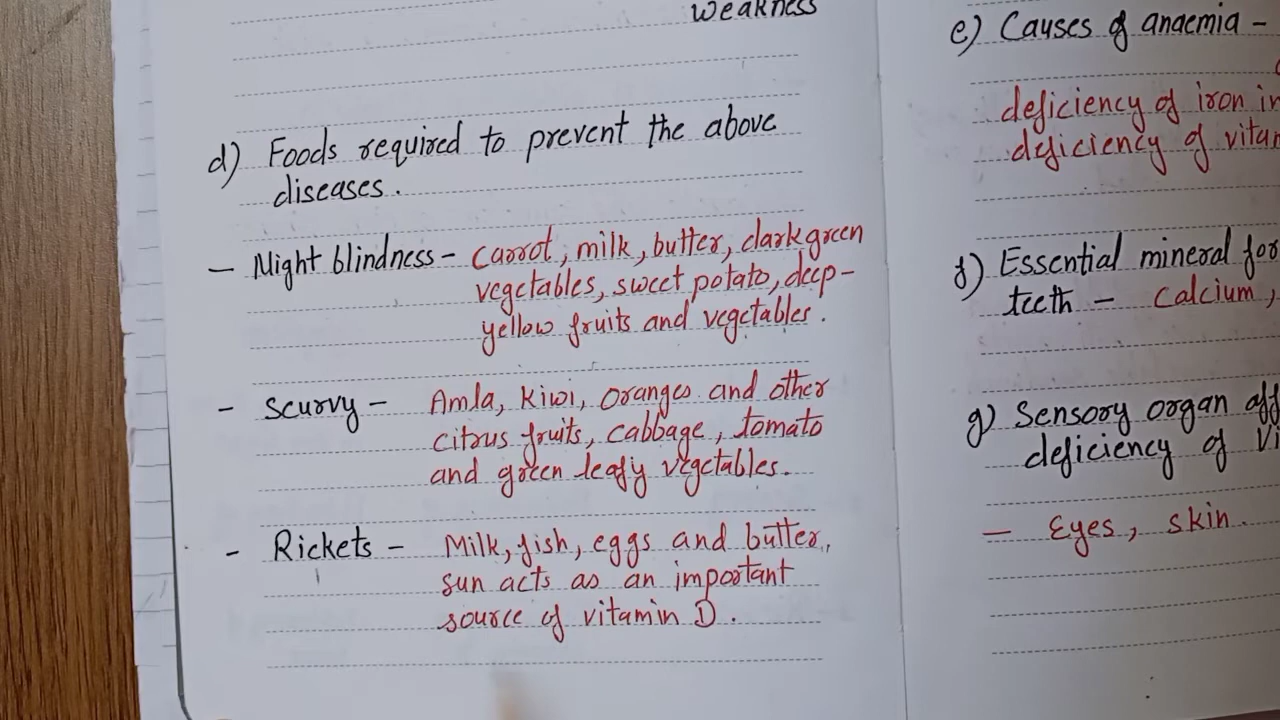 Weakness
d) Foods required to prevent the above
diseases.
- Night blindness - carrot, milk, butter, dark green
vegetables, sweet potato, deep-
yellow fruits and vegetables.
- scurvy - Amla, Kiwi, oranges and other
citrus fruits, cabbage, tomato
and green leafy vegetables.
- Rickets - Milk, fish, eggs and butter,
sun acts as an important
source of vitamin D.
e) Causes of anaemia -
deficiency of iron in
deficiency of
f) Essential mineral for
teeth - calcium,
g) Sensory organ
deficiency of
- Eyes, skin.